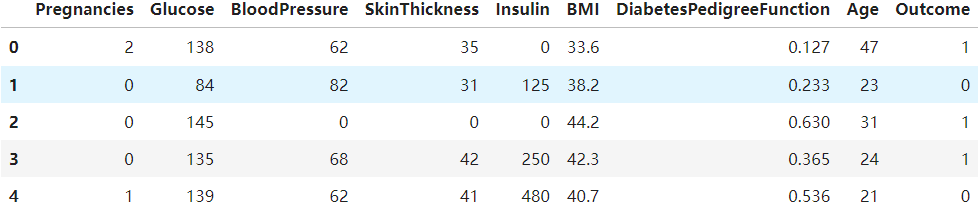 Pregnancies Glucose BloodPressure SkinThickness Insulin BMI DiabetesPedigreeFunction Age Outcome
0 2 138 62 35 0 33.6 0.127 47 1
1 0 84 82 31 125 38.2 0.233 23 0
2 0 145 0 0 0 44.2 0.630 31 1
3 0 135 68 42 250 42.3 0.365 24 1
4 1 139 62 41 480 40.7 0.536 21 0